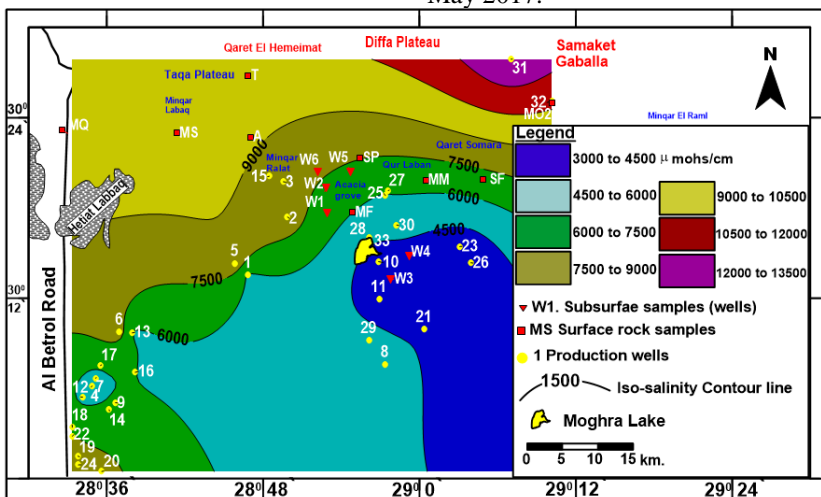 May 2017.
Qaret El Hemeimat
Diffa Plateau
Samaket
Gaballa
31
N
Taqa Plateau
T
32
MO2
Minqar
Labaq
Minqar El Raml
30°
24
MQ
MS
A
9000
Qaret Somara
7500
Minqar
Ralat
W6
W5
SP
Qur Laban
15
3
W2
Acacia
grove
27
25
MM
SF
6000
W1
MF
2
Hetiat Labbaq
28
30
4500
33
5
1
10
W4
23
26
7500
W3
30°
12
11
6
13
6000
21
29
8
Al Betrol Road
17
16
12
7
4
9
14
18
22
19
24
20
Legend
3000 to 4500 µ mohs/cm
4500 to 6000
9000 to 10500
6000 to 7500
10500 to 12000
7500 to 9000
12000 to 13500
W1. Subsurfae samples (wells)
MS Surface rock samples
1 Production wells
1500 Iso-salinity Contour line
Moghra Lake
0 5 10 15 km.
28°36
28°48
29°0
29°12
29°24